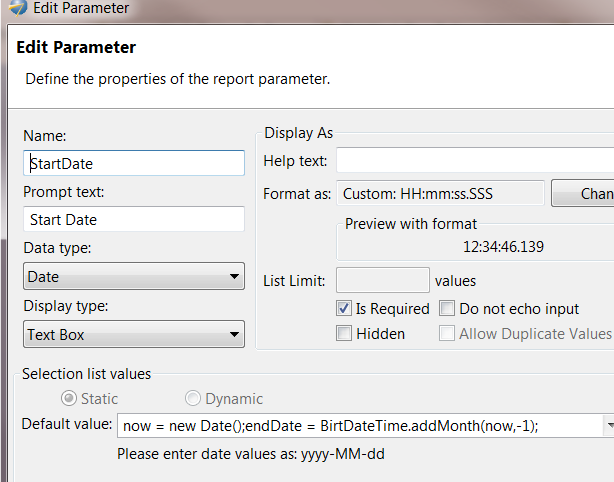 Edit Parameter
Edit Parameter
Define the properties of the report parameter.
Name:
StartDate
Prompt text:
Start Date
Data type:
Date
Display type:
Text Box
Display As
Help text:
Format as: Custom: HH:mm:ss.SSS Chan
Preview with format
12:34:46.139
List Limit: values
Is Required Do not echo input
Hidden Allow Duplicate Values
Selection list values
Static Dynamic
Default value: now = new Date();endDate = BirtDateTime.addMonth(now,-1);
Please enter date values as: yyyy-MM-dd